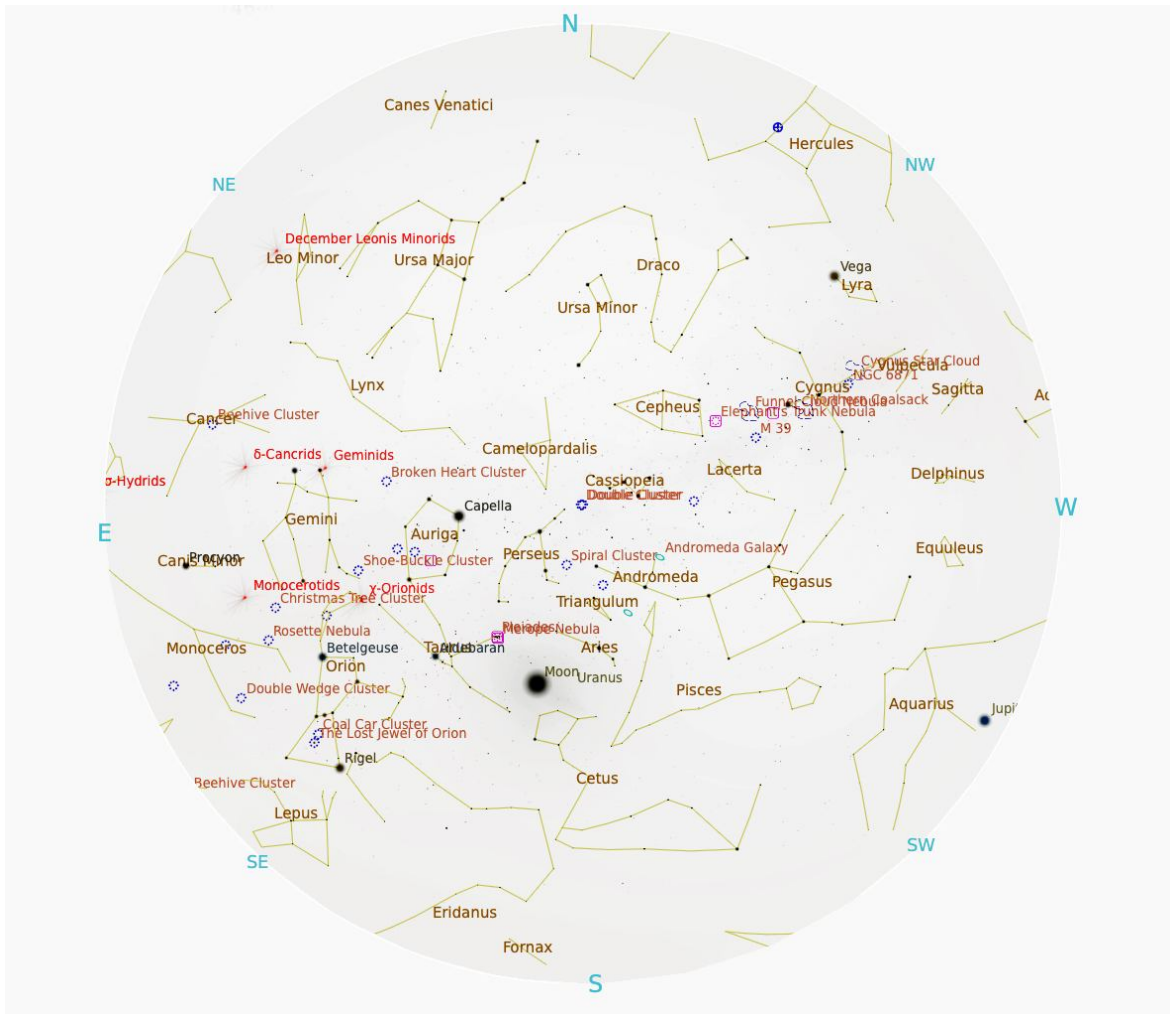 N
Canes Venatici
Hercules
NW
NE
December Leonis Minorids
Leo Minor
Ursa Major
Draco
Vega
Lyra
Ursa Minor
Cygnus Star Cloud
Vulpecula
NGC 6871
Lynx
Cygnus
Sagitta
Beehive Cluster
Cancer
Cepheus
Northern Coalsack
Elephant's Trunk Nebula
M 39
δ-Cancrids
Geminids
Camelopardalis
Broken Heart Cluster
Lacerta
Delphinus
σ-Hydrids
Cassiopeia
Double Cluster
Capella
W
Gemini
E
Auriga
Perseus
Andromeda Galaxy
Equuleus
Spiral Cluster
Canis Minor
Procyon
Shoe-Buckle Cluster
Andromeda
Pegasus
Monocerotids
χ-Orionids
Christmas Tree Cluster
Triangulum
Rosette Nebula
Pleiades
Merope Nebula
Monoceros
Betelgeuse
Taurus
Aldebaran
Aries
Orion
Moon
Uranus
Double Wedge Cluster
Pisces
Aquarius
Jupi
Coal Car Cluster
The Lost Jewel of Orion
Rigel
Beehive Cluster
Cetus
Lepus
SE
SW
Eridanus
Fornax
S